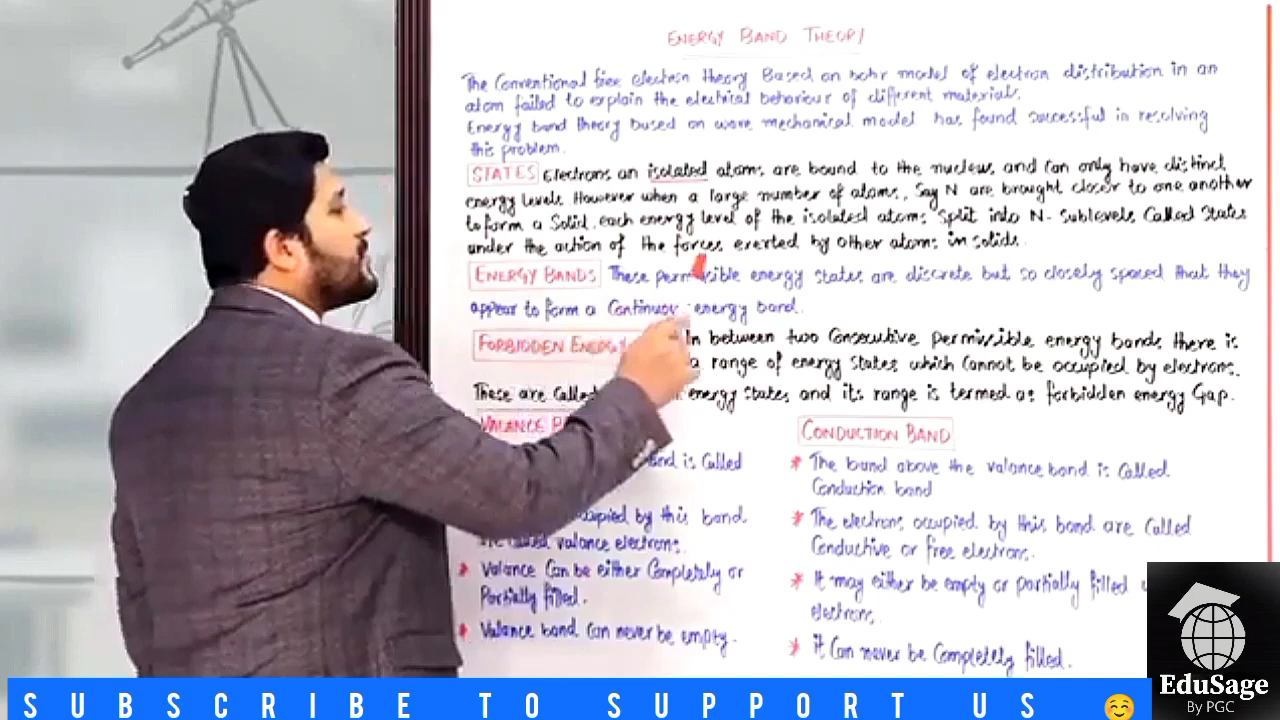 ENERGY BAND THEORY
The Conventional free electron theory Based on bohr model of electron distribution in an
atom failed to explain the electrical behaviour of different materials.
Energy band theory based on wave mechanical model has found successful in resolving
this problem.
STATES Electrons an isolated atoms are bound to the nucleus, and Can only have distinct
energy levels. However when a large number of atoms, Say N are brought closer to one another
to form a Solid, each energy level of the isolated atoms split into N-sublevels Called States
under the action of the forces exerted by other atoms in solids.
ENERGY BANDS These permissible energy states are discrete but so closely spaced that they
appear to form a Continuous energy band.
FORBIDDEN ENERGY In between two Consecutive permissible energy bands there is
a range of energy states which Cannot be occupied by electrons.
These are Called energy states and its range is termed as forbidden energy Gap.
VALANCE
band is Called
occupied by this band
are called valance electrons.
* Valance Can be either Completely or
Partially filled.
* Valance band Can never be empty.
CONDUCTION BAND
* The band above the valance band is Called
Conduction band
* The electrons occupied by this band are Called
Conductive or free electrons.
* It may either be empty or partially filled
electrons.
* it Can never be Completely filled.
EduSage
By PGC
SUBSCRIBE TO SUPPORT US 😊